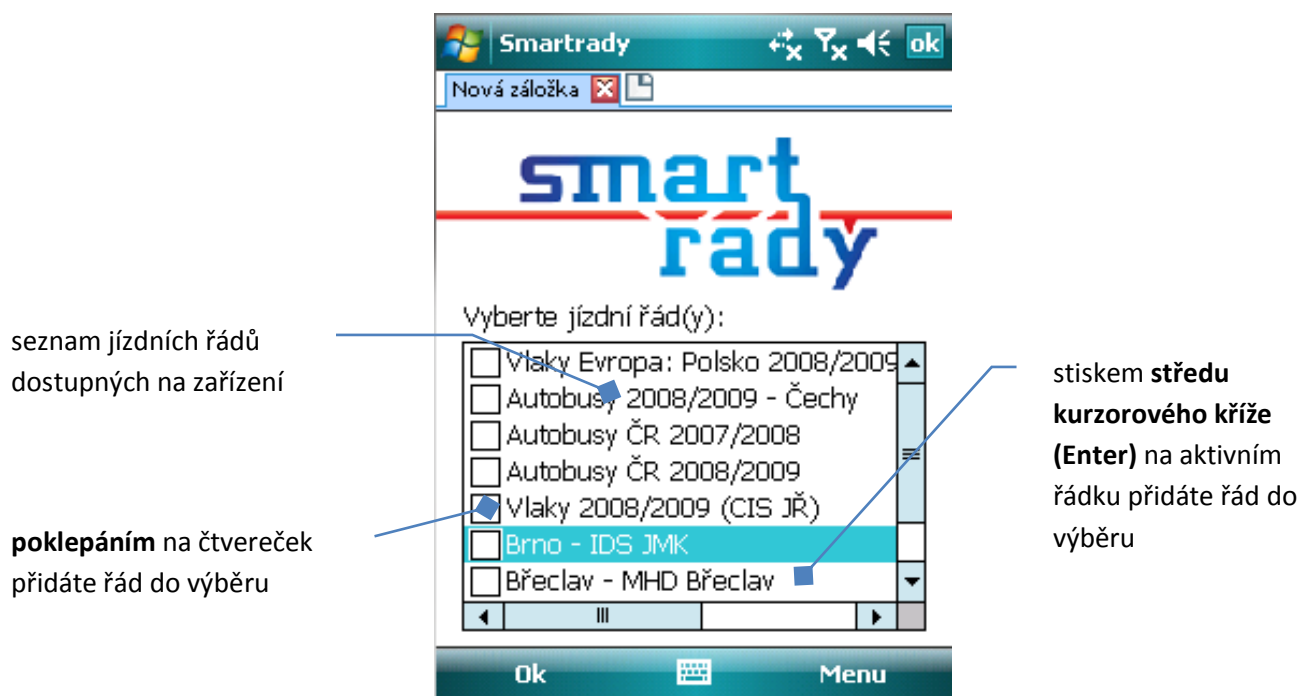 Smartrady
ok
Nová záložka
smart
rady
Vyberte jízdní řád(y):
Vlaky Evropa: Polsko 2008/2009
Autobusy 2008/2009 - Čechy
Autobusy ČR 2007/2008
Autobusy ČR 2008/2009
Vlaky 2008/2009 (CIS JŘ)
Brno - IDS JMK
Břeclav - MHD Břeclav
Ok
Menu
seznam jízdních řádů
dostupných na zařízení
poklepáním na čtvereček
přidáte řád do výběru
stiskem středu
kurzorového kříže
(Enter) na aktivním
řádku přidáte řád do
výběru